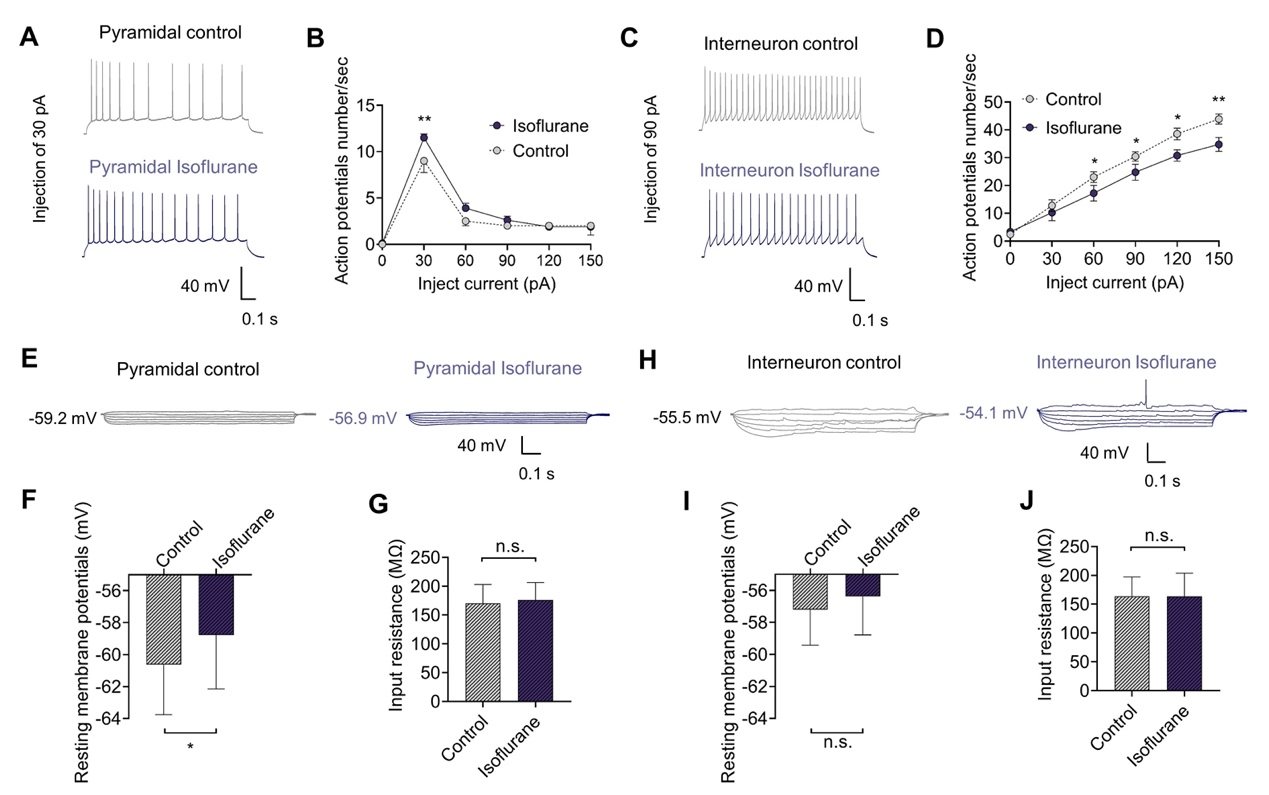 A
Pyramidal control
Injection of 30 pA
Pyramidal Isoflurane
40 mV
0.1 s
B
Action potentials number/sec
15
10
5
0
**
Isoflurane
Control
0 30 60 90 120 150
Inject current (pA)
C
Interneuron control
Injection of 90 pA
Interneuron Isoflurane
40 mV
0.1 s
D
Action potentials number/sec
50
40
30
20
10
0
Control
Isoflurane
* * * **
0 30 60 90 120 150
Inject current (pA)
E
Pyramidal control
-59.2 mV
Pyramidal Isoflurane
-56.9 mV
40 mV
0.1 s
H
Interneuron control
-55.5 mV
Interneuron Isoflurane
-54.1 mV
40 mV
0.1 s
F
Resting membrane potentials (mV)
Control
Isoflurane
-56
-58
-60
-62
-64
*
G
Input resistance (MΩ)
250
200
150
100
50
0
n.s.
Control
Isoflurane
I
Resting membrane potentials (mV)
Control
Isoflurane
-56
-58
-60
-62
-64
n.s.
J
Input resistance (MΩ)
250
200
150
100
50
0
n.s.
Control
Isoflurane